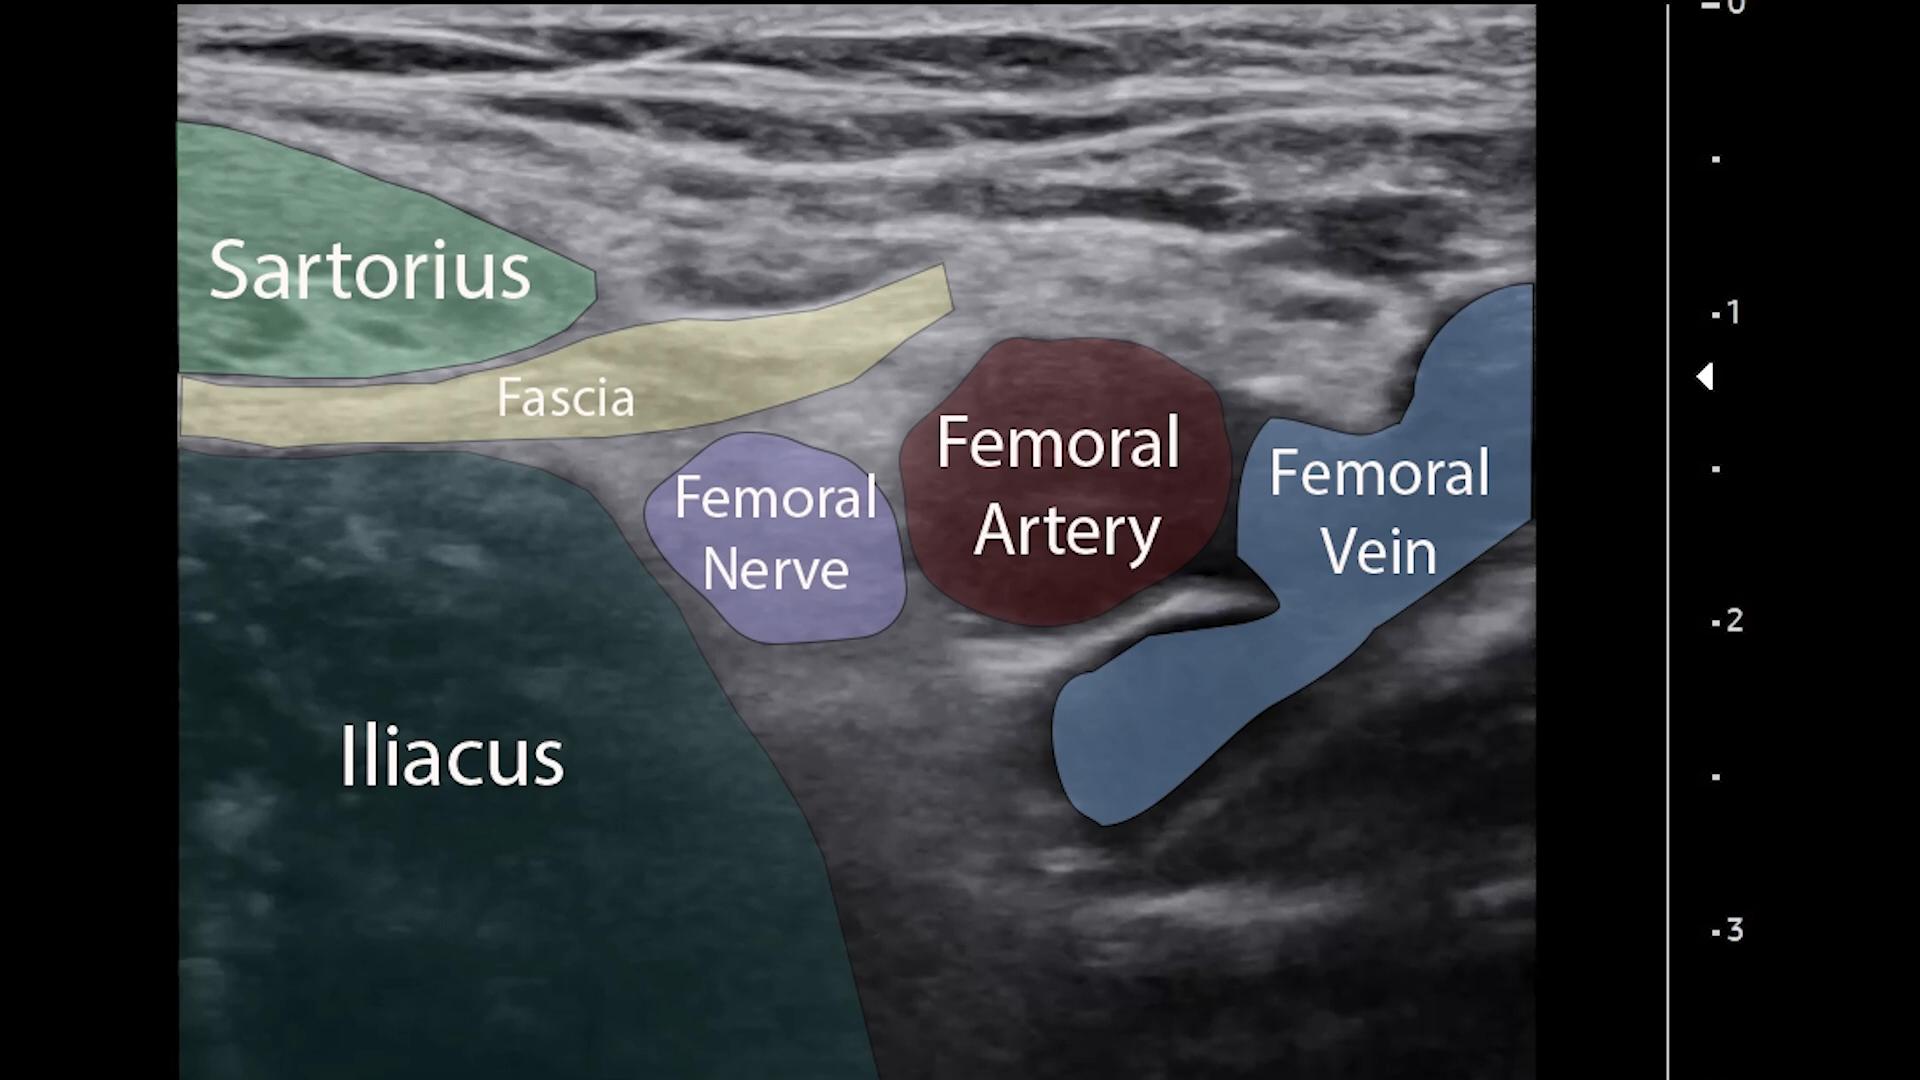 0
Sartorius
1
Fascia
Femoral
Artery
Femoral
Vein
Femoral
Nerve
2
Iliacus
3